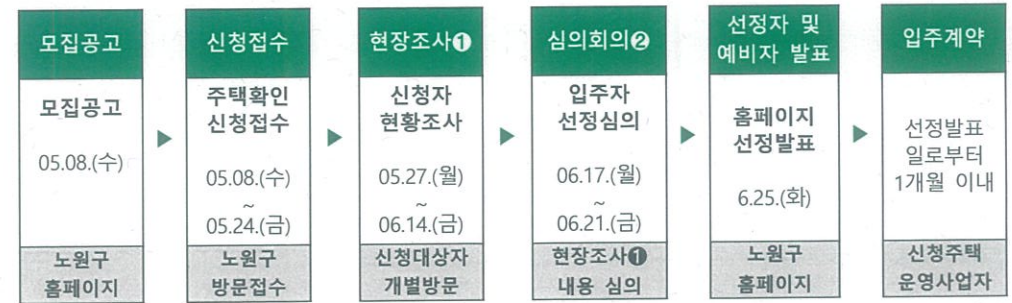 모집공고
모집공고
05.08.(수)
노원구
홈페이지
신청접수
주택확인
신청접수
05.08.(수)
~
05.24.(금)
노원구
방문접수
현장조사❶
신청자
현황조사
05.27.(월)
~
06.14.(금)
신청대상자
개별방문
심의회의❷
입주자
선정심의
06.17.(월)
~
06.21.(금)
현장조사❶
내용 심의
선정자 및
예비자 발표
홈페이지
선정발표
6.25.(화)
노원구
홈페이지
입주계약
선정발표
일로부터
1개월 이내
신청주택
운영사업자